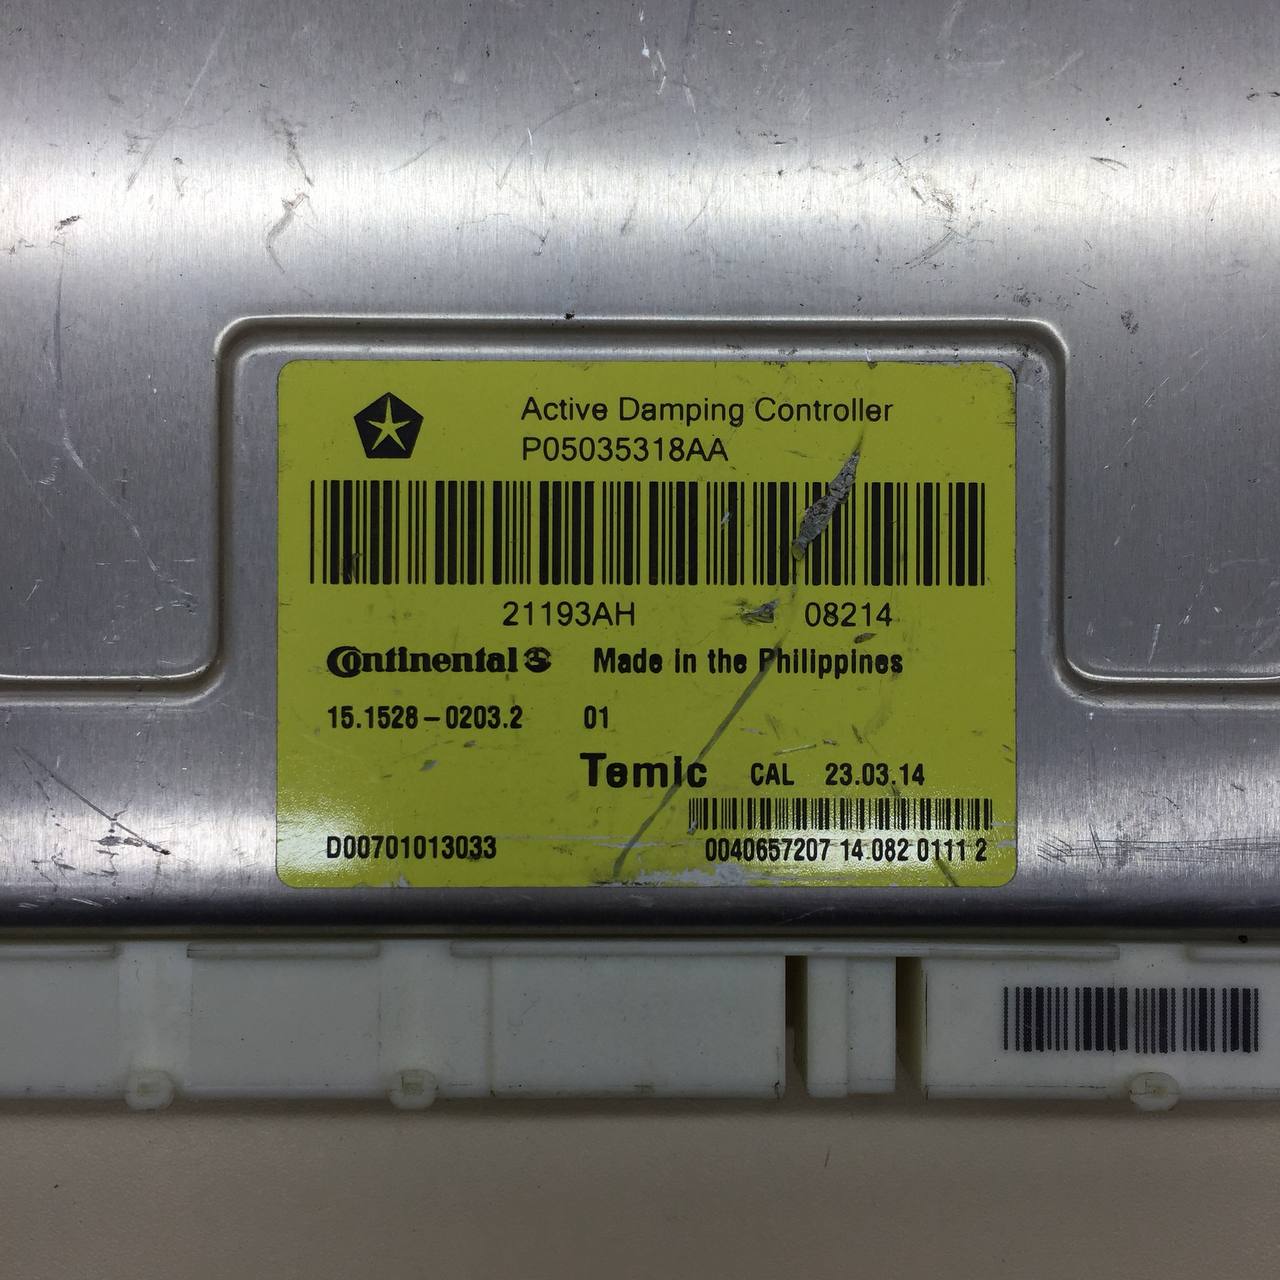 Active Damping Controller
P05035318AA
21193AH 08214
Continental Made in the Philippines
15.1528-0203.2 01
Temic CAL 23.03.14
D00701013033
0040657207 14.082 0111 2